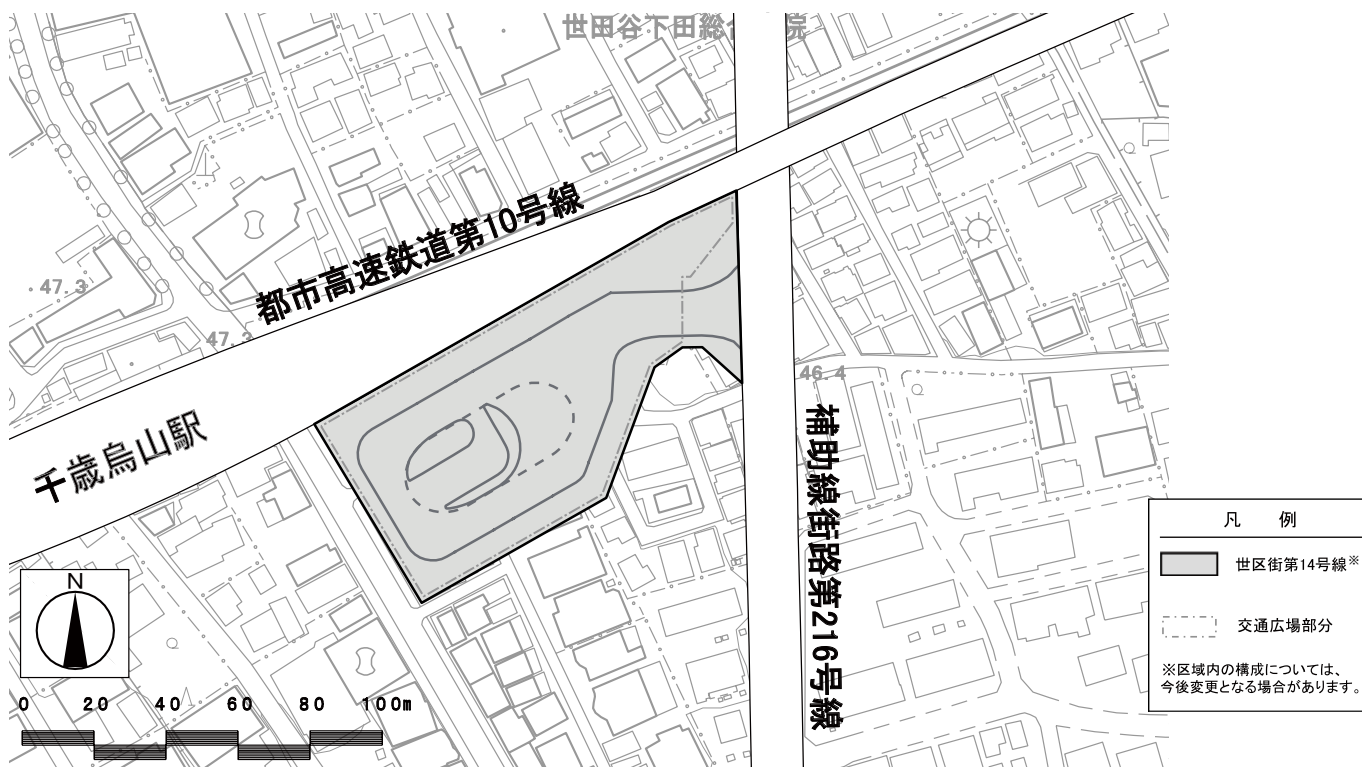 世田谷下田総合
院
都市高速鉄道第10号線
47.3
47.3
千歳烏山駅
46.4
補助線街路第216号線
N
0 20 40 60 80 100m
凡 例
世区街第14号線※
交通広場部分
※区域内の構成については、
今後変更となる場合があります。